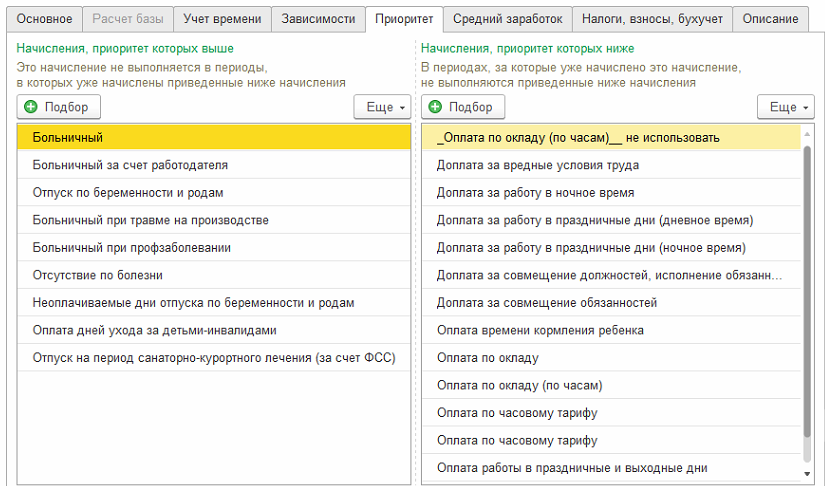 Основное Расчет базы Учет времени Зависимости Приоритет Средний заработок Налоги, взносы, бухучет Описание
Начисления, приоритет которых выше
Это начисление не выполняется в периоды,
в которых уже начислены приведенные ниже начисления
Подбор Еще
Больничный
Больничный за счет работодателя
Отпуск по беременности и родам
Больничный при травме на производстве
Больничный при профзаболевании
Отсутствие по болезни
Неоплачиваемые дни отпуска по беременности и родам
Оплата дней ухода за детьми-инвалидами
Отпуск на период санаторно-курортного лечения (за счет ФСС)
Начисления, приоритет которых ниже
В периодах, за которые уже начислено это начисление,
не выполняются приведенные ниже начисления
Подбор Еще
_Оплата по окладу (по часам)__ не использовать
Доплата за вредные условия труда
Доплата за работу в ночное время
Доплата за работу в праздничные дни (дневное время)
Доплата за работу в праздничные дни (ночное время)
Доплата за совмещение должностей, исполнение обязанн...
Доплата за совмещение обязанностей
Оплата времени кормления ребенка
Оплата по окладу
Оплата по окладу (по часам)
Оплата по часовому тарифу
Оплата по часовому тарифу
Оплата работы в праздничные и выходные дни